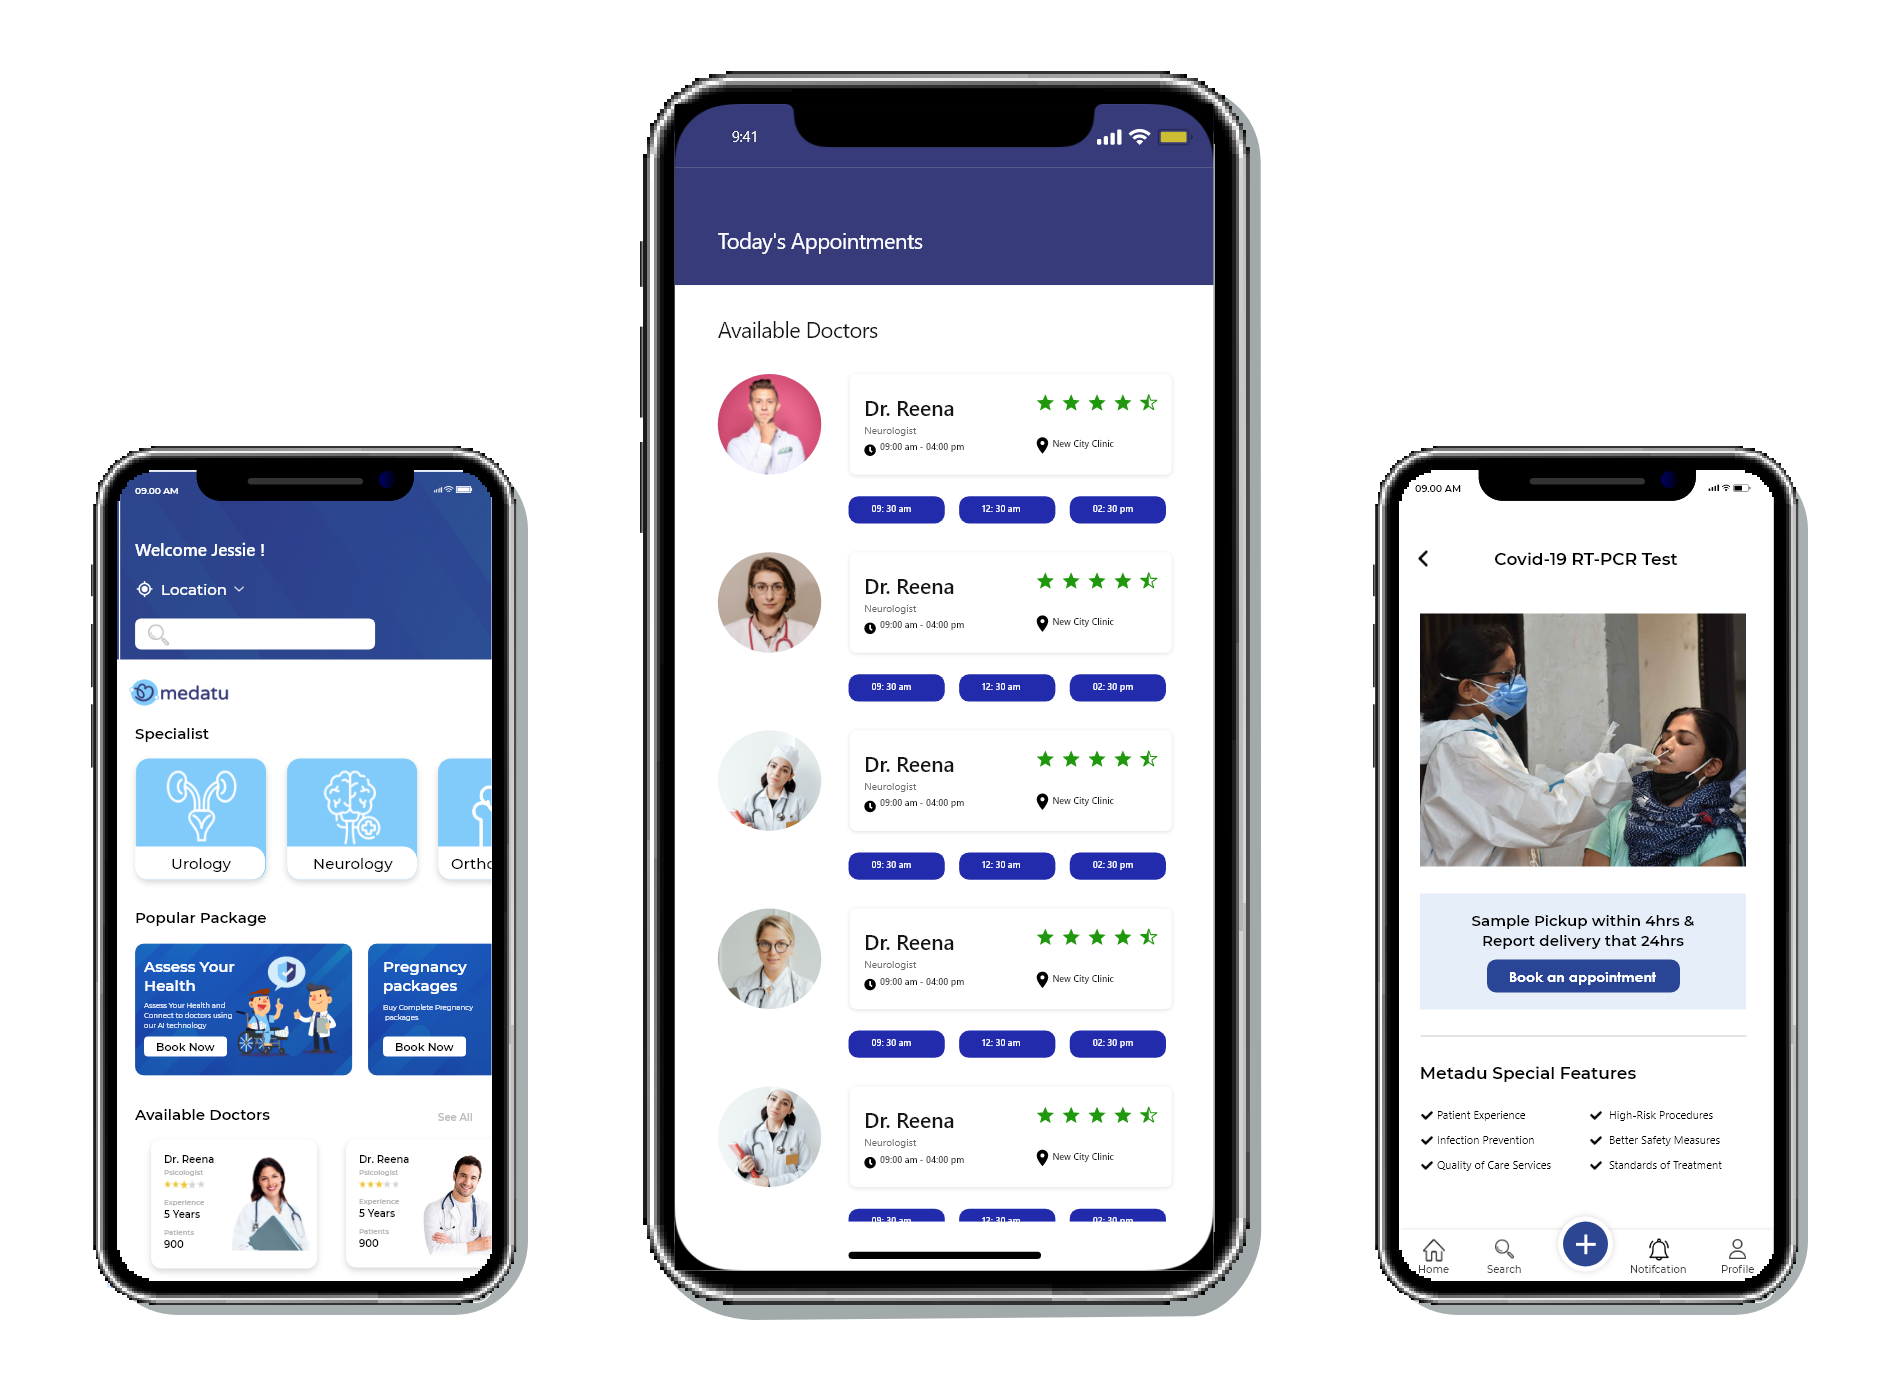 09.00 AM
Welcome Jessie !
Location
medatu
Specialist
Urology
Neurology
Ortho
Popular Package
Assess Your
Health
Assess Your Health and
Connect to doctors using
our AI technology
Book Now
Pregnancy
packages
Buy Complete Pregnancy
packages
Book Now
Available Doctors
See All
Dr. Reena
Psicologist
Experience
5 Years
Patients
900
Dr. Reena
Psicologist
Experience
5 Years
Patients
900
9:41
Today's Appointments
Available Doctors
Dr. Reena
Neurologist
09:00 am - 04:00 pm
New City Clinic
09: 30 am
12: 30 am
02: 30 pm
Dr. Reena
Neurologist
09:00 am - 04:00 pm
New City Clinic
09: 30 am
12: 30 am
02: 30 pm
Dr. Reena
Neurologist
09:00 am - 04:00 pm
New City Clinic
09: 30 am
12: 30 am
02: 30 pm
Dr. Reena
Neurologist
09:00 am - 04:00 pm
New City Clinic
09: 30 am
12: 30 am
02: 30 pm
Dr. Reena
Neurologist
09:00 am - 04:00 pm
New City Clinic
09: 30 am
12: 30 am
02: 30 pm
09.00 AM
Covid-19 RT-PCR Test
Sample Pickup within 4hrs &
Report delivery that 24hrs
Book an appointment
Metadu Special Features
Patient Experience
High-Risk Procedures
Infection Prevention
Better Safety Measures
Quality of Care Services
Standards of Treatment
Home
Search
Notifcation
Profile